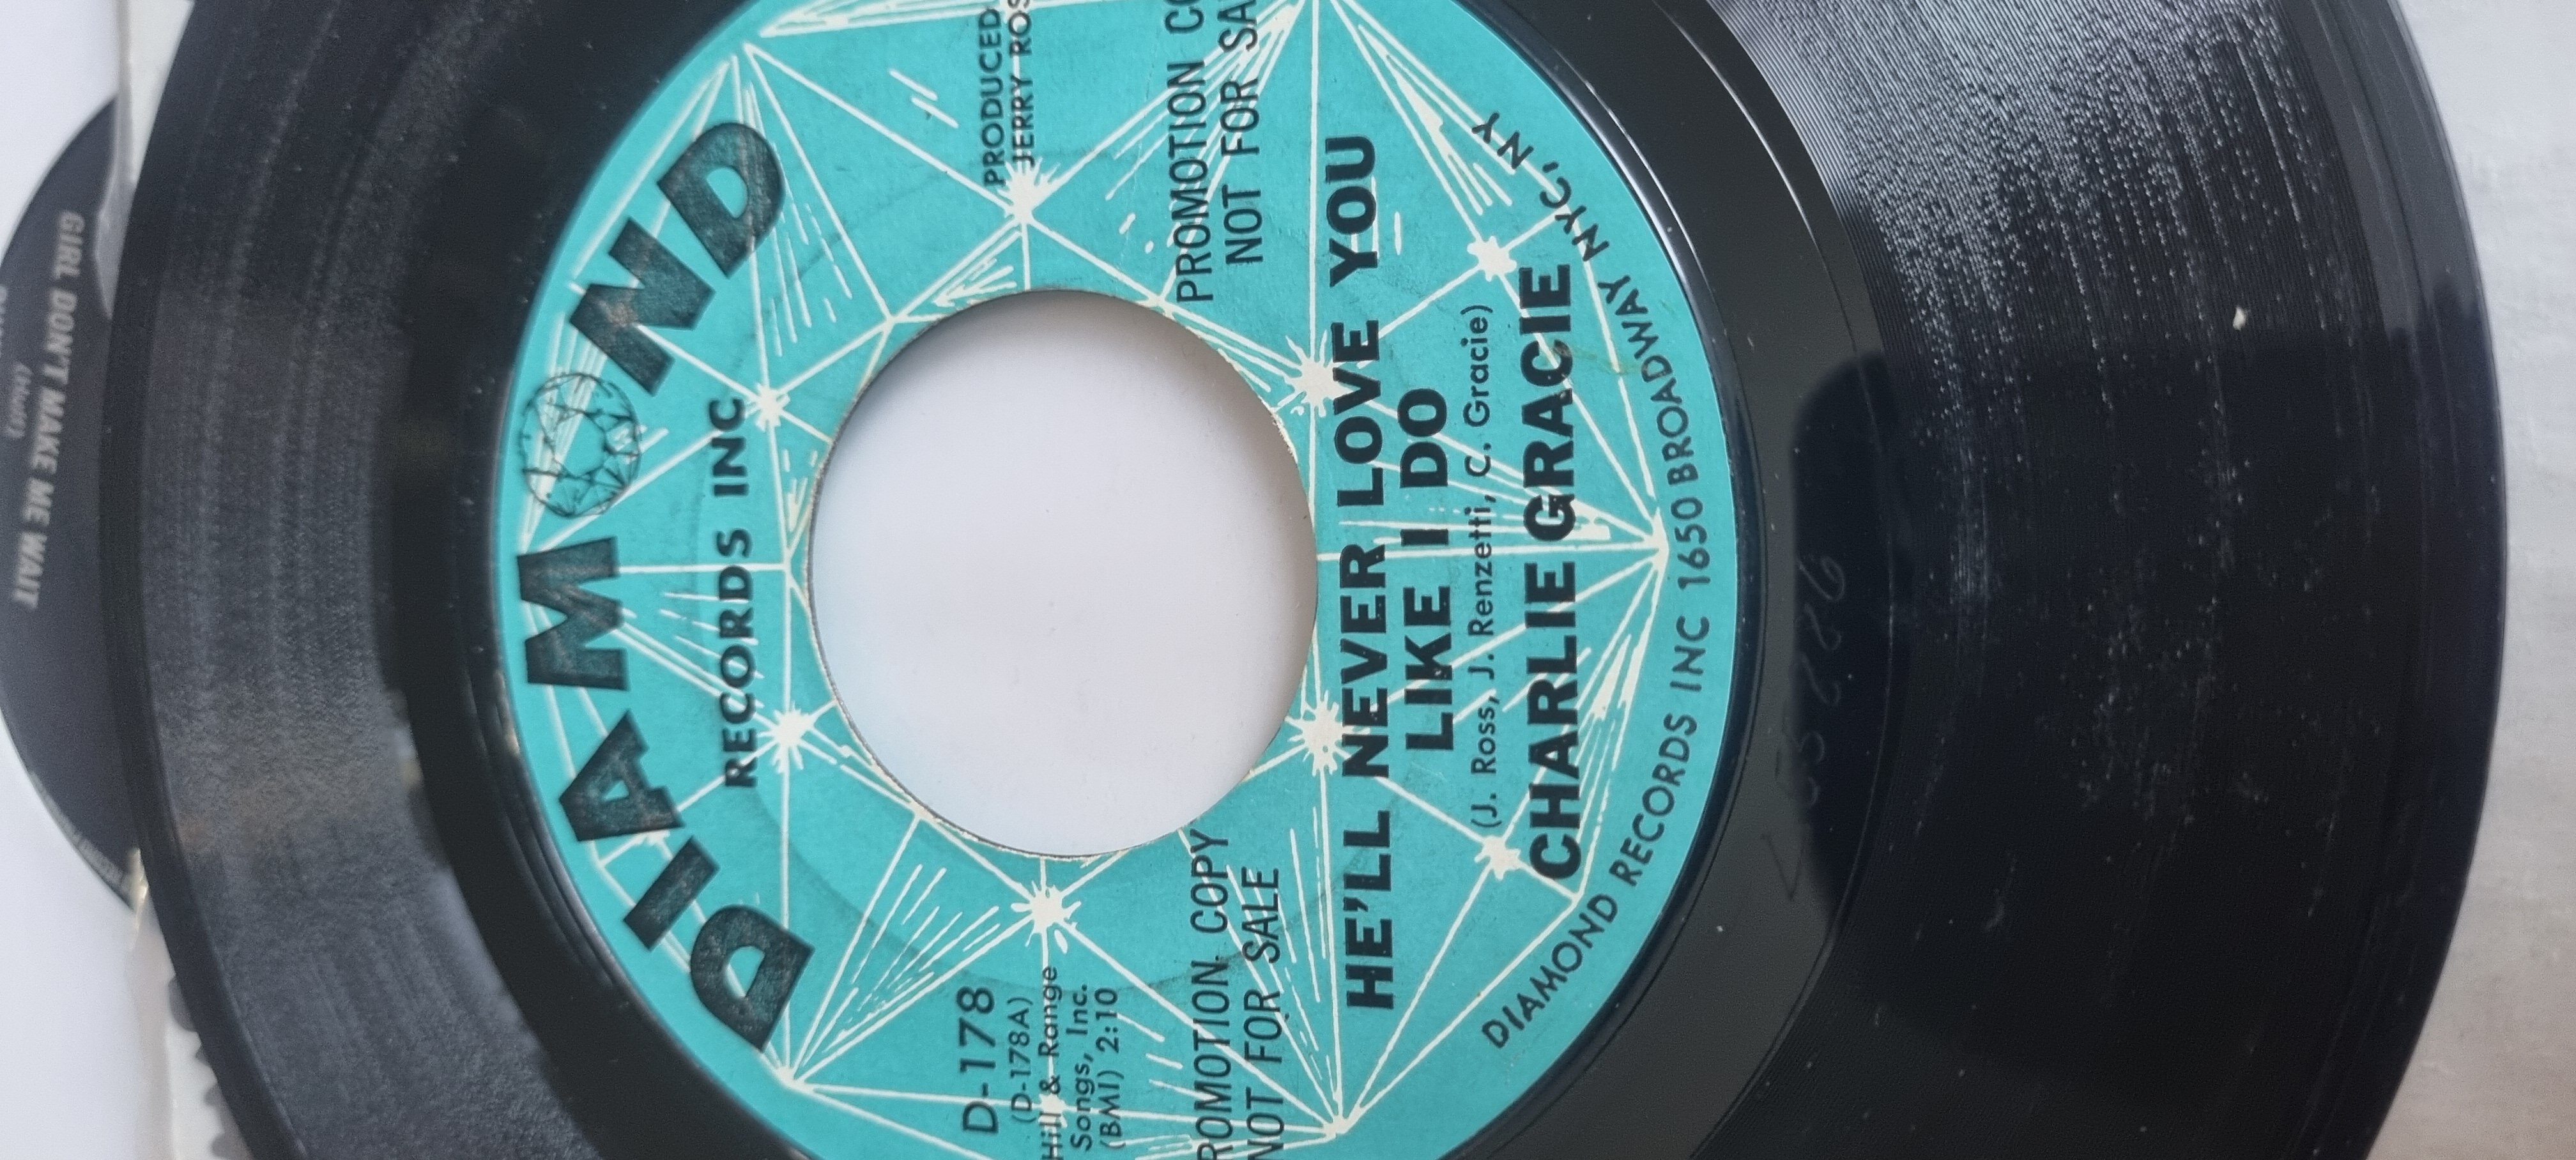 DIAMOND
RECORDS INC
D-178
(D-178A)
Hill & Range
Songs, Inc.
(BMI) 2:10
PRODUCED
JERRY ROS
PROMOTION COPY
NOT FOR SALE
PROMOTION CO
NOT FOR SA
HE'LL NEVER LOVE YOU
LIKE I DO
(J. Ross, J. Renzetti, C. Gracie)
CHARLIE GRACIE
DIAMOND RECORDS INC 1650 BROADWAY NYC, NY
GIRL DON'T MAKE ME WAIT